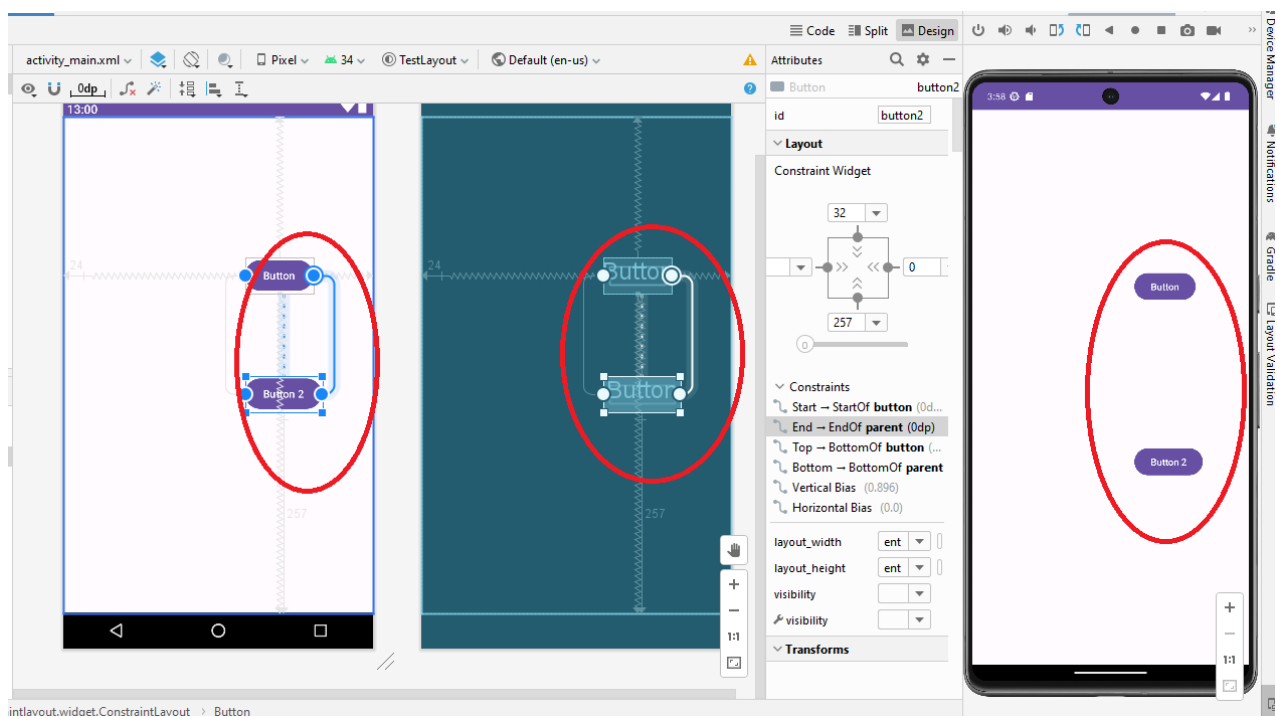 Code Split Design
activity_main.xml Pixel 34 TestLayout Default (en-us)
0dp
13:00
24
Button
Button 2
257
24
Button
Button
257
1:1
Attributes
Button button2
id button2
Layout
Constraint Widget
32
0
257
0
Constraints
Start → StartOf button (0d...
End → EndOf parent (0dp)
Top → BottomOf button (...
Bottom → BottomOf parent
Vertical Bias (0.896)
Horizontal Bias (0.0)
layout_width ent
layout_height ent
visibility
visibility
Transforms
3:58
Button
Button 2
1:1
Device Manager
Notifications
Gradle
Layout Validation
intlayout.widget.ConstraintLayout > Button